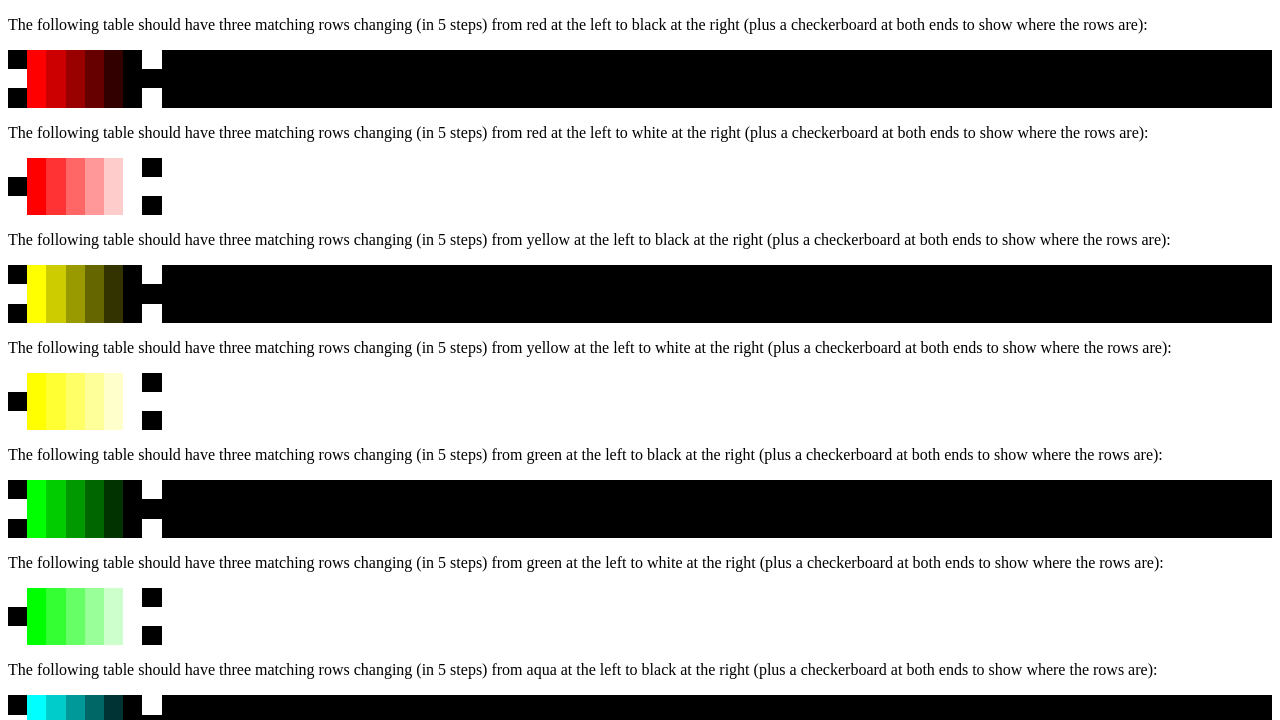 The following table should have three matching rows changing (in 5 steps) from red at the left to black at the right (plus a checkerboard at both ends to show where the rows are):
The following table should have three matching rows changing (in 5 steps) from red at the left to white at the right (plus a checkerboard at both ends to show where the rows are):
The following table should have three matching rows changing (in 5 steps) from yellow at the left to black at the right (plus a checkerboard at both ends to show where the rows are):
The following table should have three matching rows changing (in 5 steps) from yellow at the left to white at the right (plus a checkerboard at both ends to show where the rows are):
The following table should have three matching rows changing (in 5 steps) from green at the left to black at the right (plus a checkerboard at both ends to show where the rows are):
The following table should have three matching rows changing (in 5 steps) from green at the left to white at the right (plus a checkerboard at both ends to show where the rows are):
The following table should have three matching rows changing (in 5 steps) from aqua at the left to black at the right (plus a checkerboard at both ends to show where the rows are):